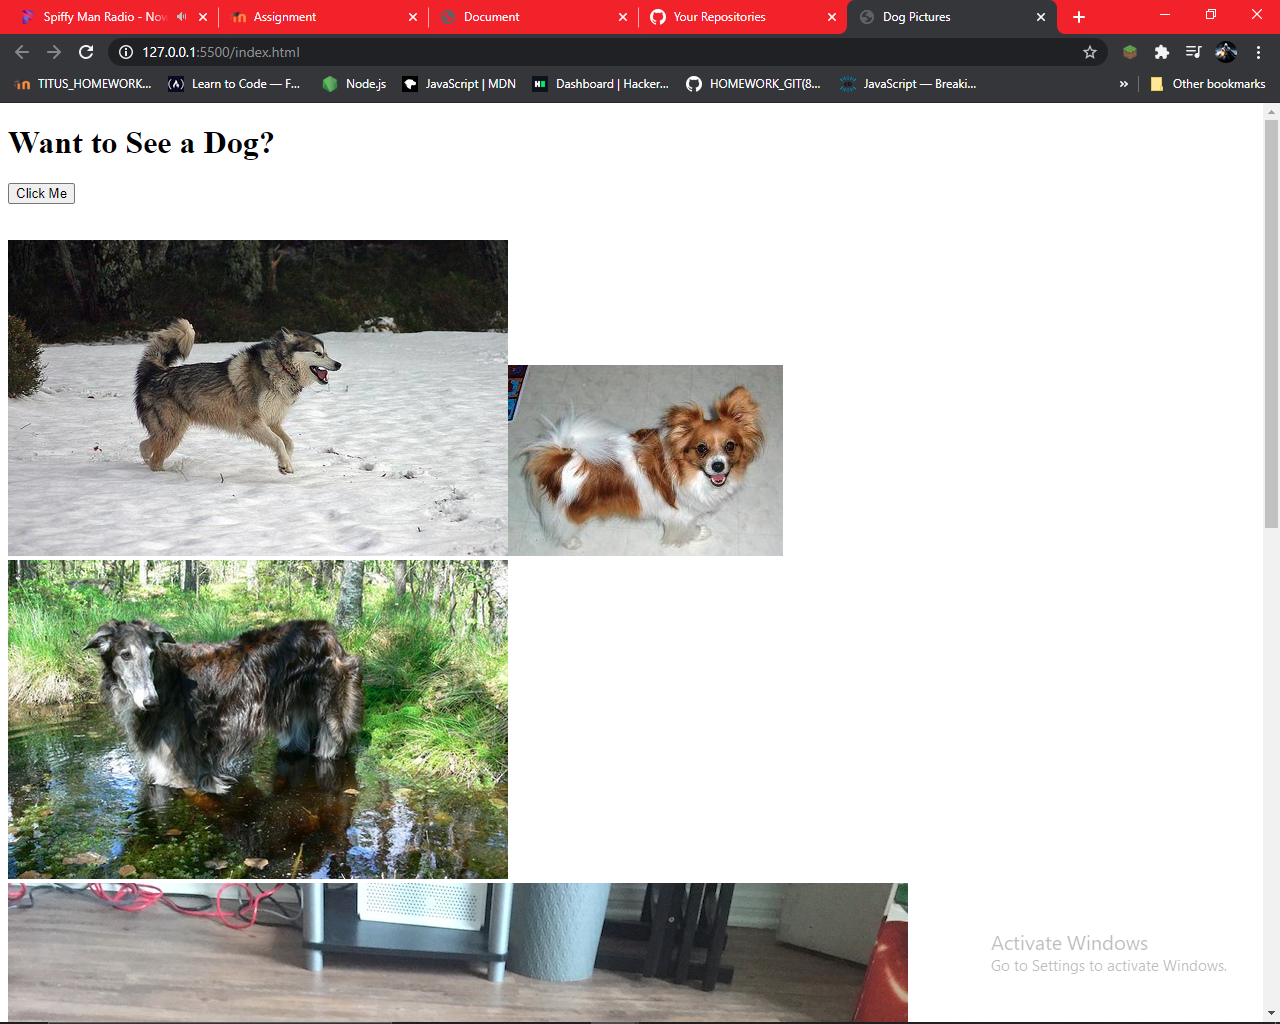 Spiffy Man Radio - Now
Assignment
Document
Your Repositories
Dog Pictures
127.0.0.1:5500/index.html
TITUS_HOMEWORK...
Learn to Code — F...
Node.js
JavaScript | MDN
Dashboard | Hacker...
HOMEWORK_GIT(8...
JavaScript — Breaki...
»
Other bookmarks
Want to See a Dog?
Click Me
Activate Windows
Go to Settings to activate Windows.